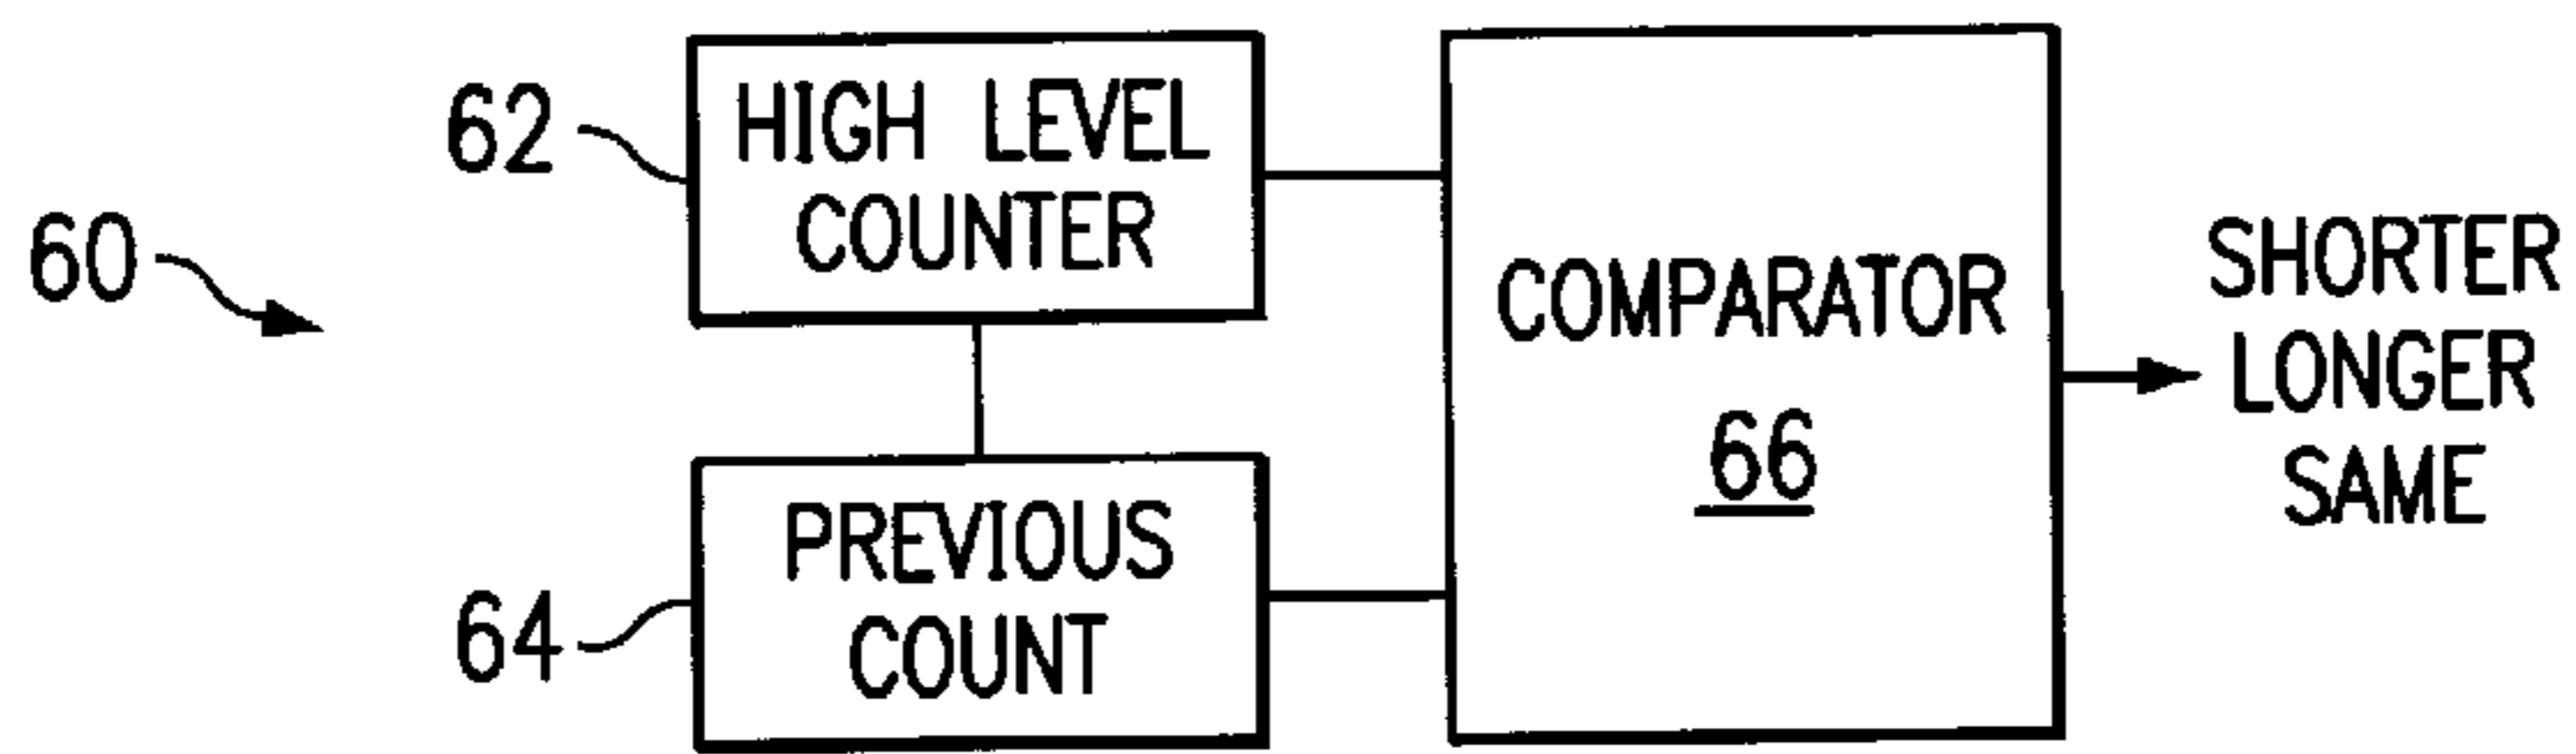 60
62
HIGH LEVEL
COUNTER
64
PREVIOUS
COUNT
COMPARATOR
66
SHORTER
LONGER
SAME